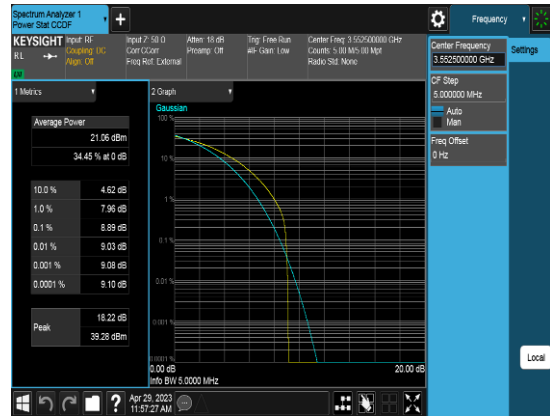 Spectrum Analyzer 1
Power Stat CCDF
Frequency
KEYSIGHT
RL
Input: RF
Coupling: DC
Align: Off
Input Z: 50 Ω
Corr CCorr
Freq Ref: External
Atten: 18 dB
Preamp: Off
Trig: Free Run
#IF Gain: Low
Center Freq: 3.552500000 GHz
Counts: 5.00 M/5.00 Mpt
Radio Std: None
Center Frequency
3.552500000 GHz
Settings
CF Step
5.000000 MHz
Auto
Man
Freq Offset
0 Hz
Local
1 Metrics
2 Graph
Average Power
21.06 dBm
34.45 % at 0 dB
10.0 % 4.62 dB
1.0 % 7.96 dB
0.1 % 8.89 dB
0.01 % 9.03 dB
0.001 % 9.08 dB
0.0001 % 9.10 dB
Peak
18.22 dB
39.28 dBm
Gaussian
100 %
10 %
1 %
0.1 %
0.01 %
0.001 %
0.0001 %
0.00 dB
20.00 dB
Info BW 5.0000 MHz
?
Apr 29, 2023
11:57:27 AM